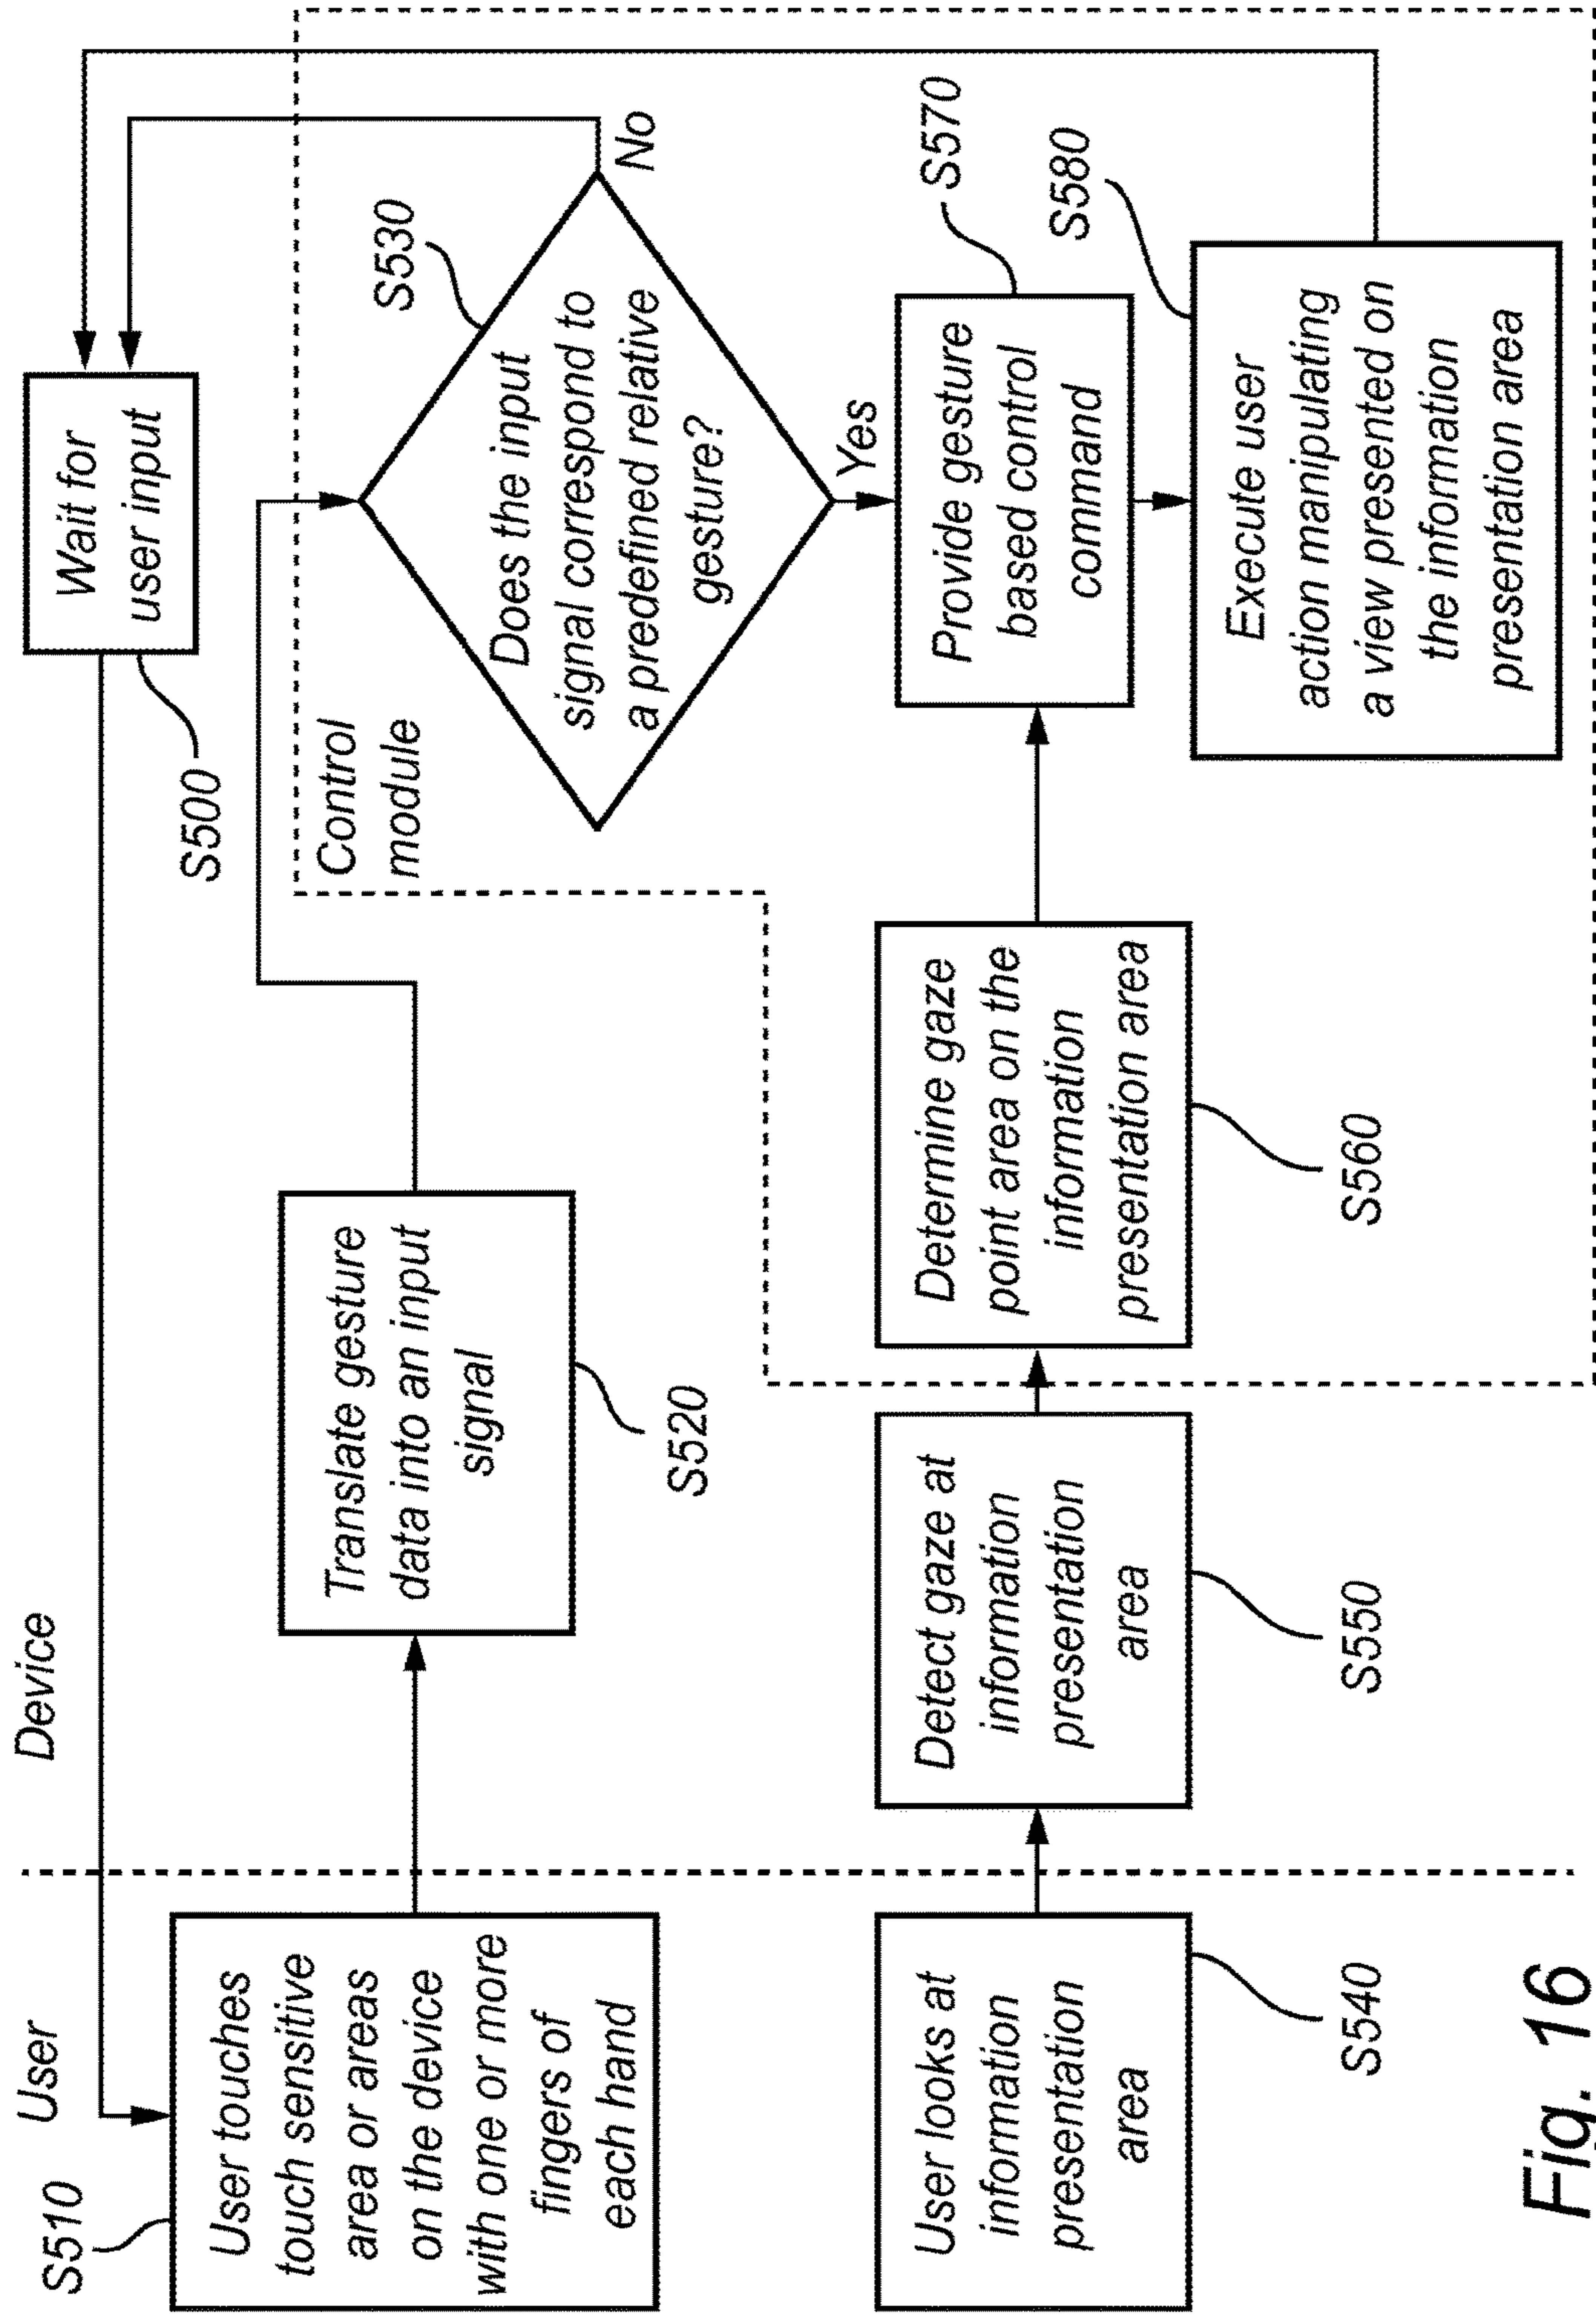 User
Device
S510
User touches
touch sensitive
area or areas
on the device
with one or more
fingers of
each hand
Translate gesture
data into an input
signal
S520
Wait for
user input
S500
Control
module
S530
Does the input
signal correspond to
a predefined relative
gesture?
No
Yes
User looks at
information
presentation
area
S540
Detect gaze at
information
presentation
area
S550
Determine gaze
point area on the
information
presentation area
S560
Provide gesture
based control
command
S570
S580
Execute user
action manipulating
a view presented on
the information
presentation area
Fig. 16